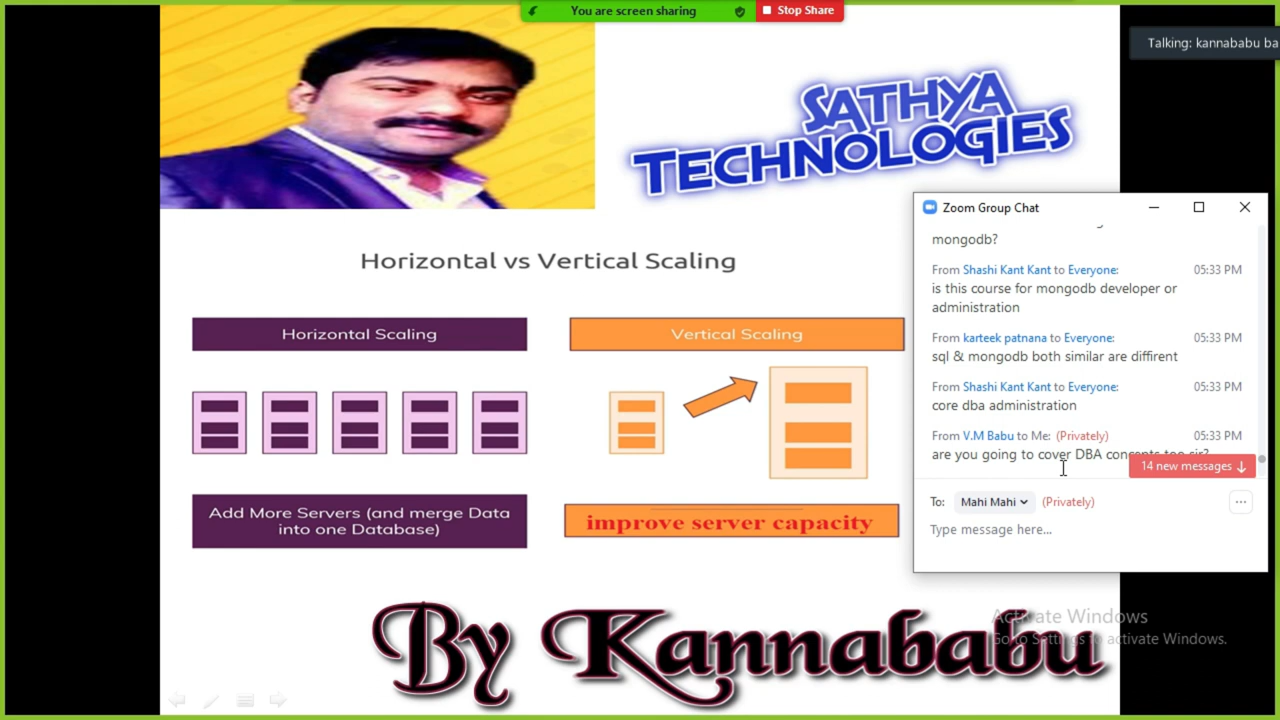 You are screen sharing
Stop Share
Talking: kannababu ba
SATHYA
TECHNOLOGIES
Horizontal vs Vertical Scaling
Horizontal Scaling
Vertical Scaling
Add More Servers (and merge Data
into one Database)
improve server capacity
By Kannababu
Zoom Group Chat
mongodb?
From Shashi Kant Kant to Everyone: 05:33 PM
is this course for mongodb developer or
administration
From karteek patnana to Everyone: 05:33 PM
sql & mongodb both similar are diffirent
From Shashi Kant Kant to Everyone: 05:33 PM
core dba administration
From V.M Babu to Me: (Privately) 05:33 PM
are you going to cover DBA concepts too sir?
14 new messages
To: Mahi Mahi (Privately)
Type message here...
Activate Windows
Go to Settings to activate Windows.